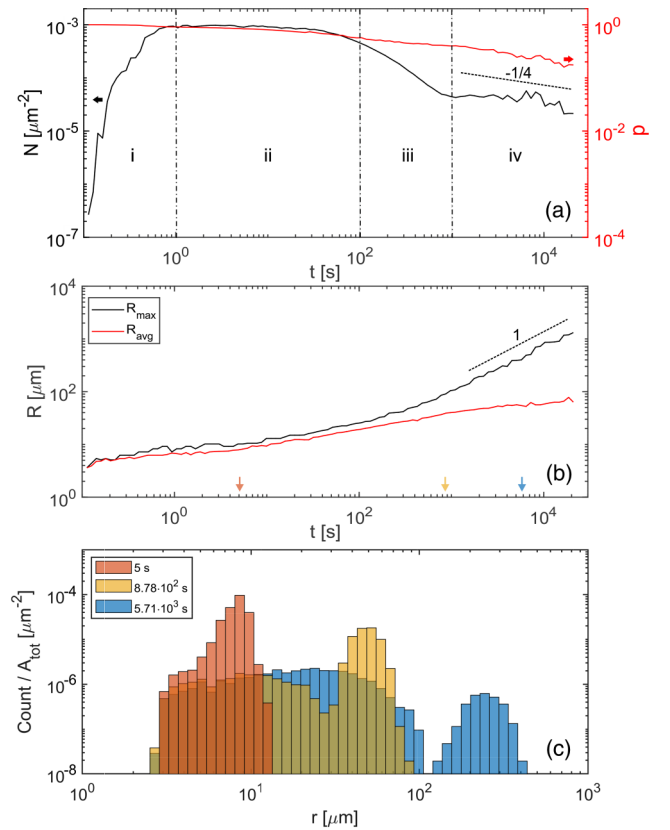 10⁻³
10⁻⁵
10⁻⁷
N [μm⁻²]
10⁰
10⁻²
10⁻⁴
p
-1/4
i
ii
iii
iv
(a)
10⁰
10²
10⁴
t [s]
10⁴
10²
10⁰
R [μm]
R_max
R_avg
1
(b)
10⁰
10²
10⁴
t [s]
10⁻⁴
10⁻⁶
10⁻⁸
Count / A_tot [μm⁻²]
5 s
8.78·10² s
5.71·10³ s
(c)
10⁰
10¹
10²
10³
r [μm]